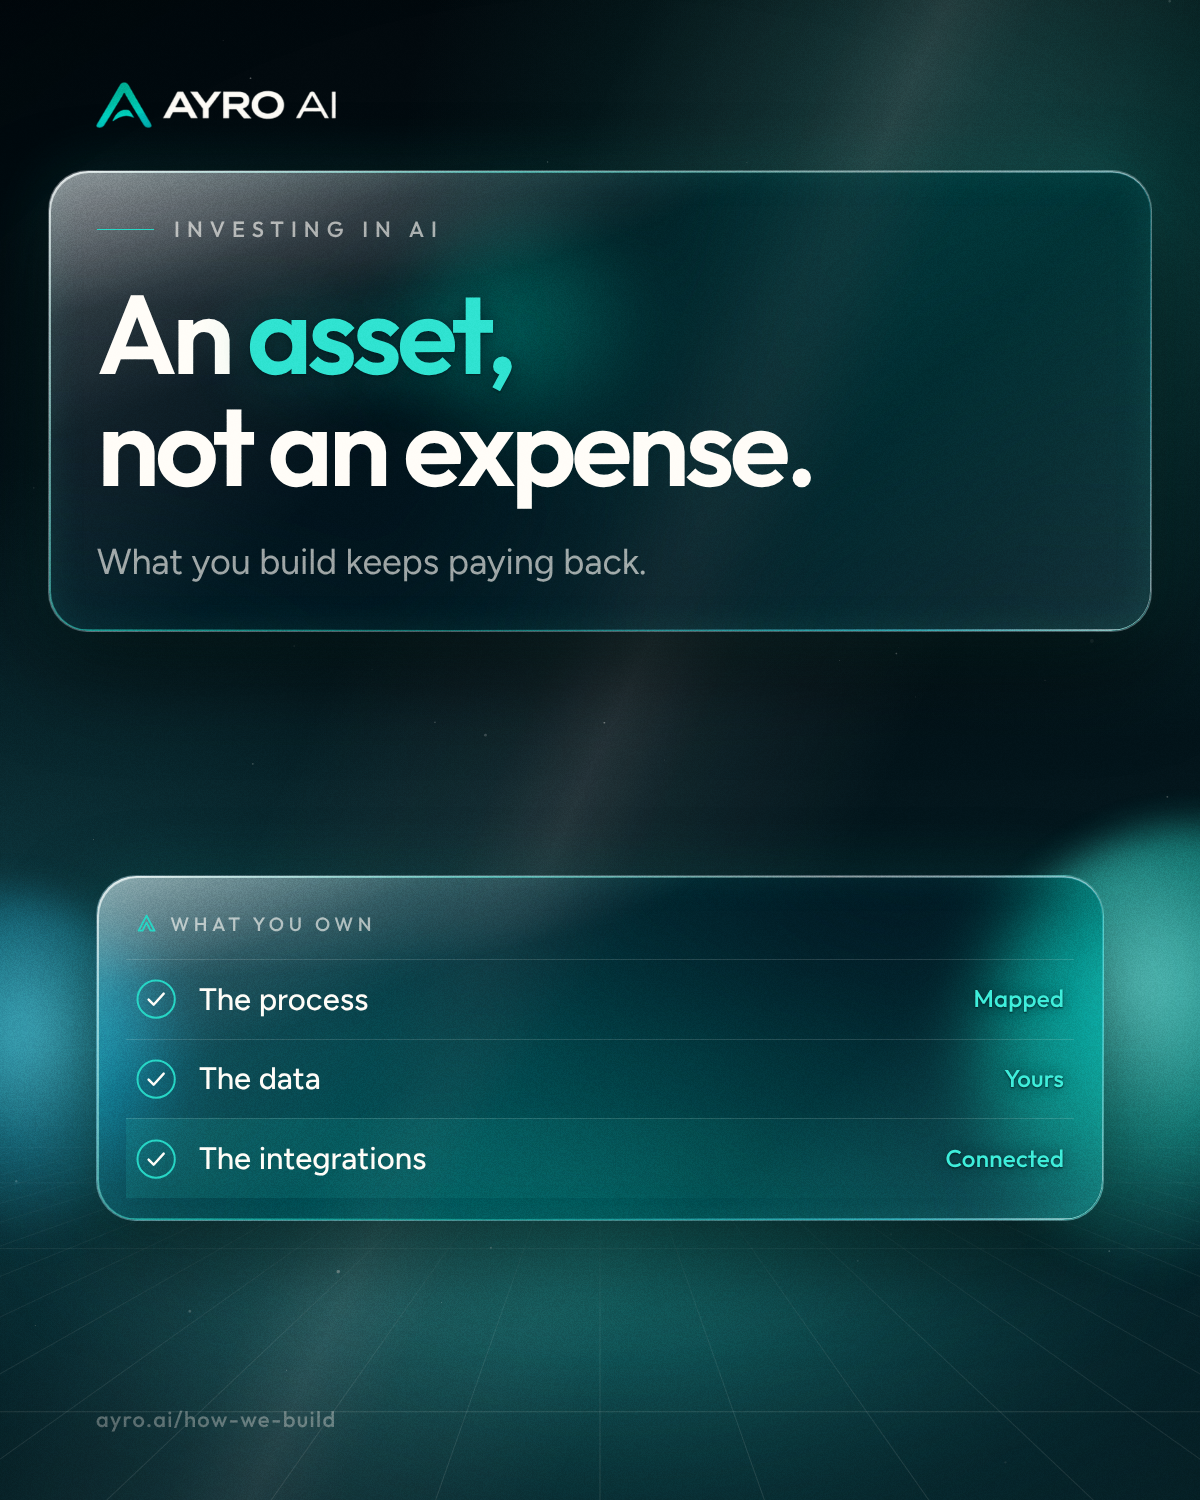 AYRO AI
INVESTING IN AI
An asset,
not an expense.
What you build keeps paying back.
WHAT YOU OWN
The process
Mapped
The data
Yours
The integrations
Connected
ayro.ai/how-we-build